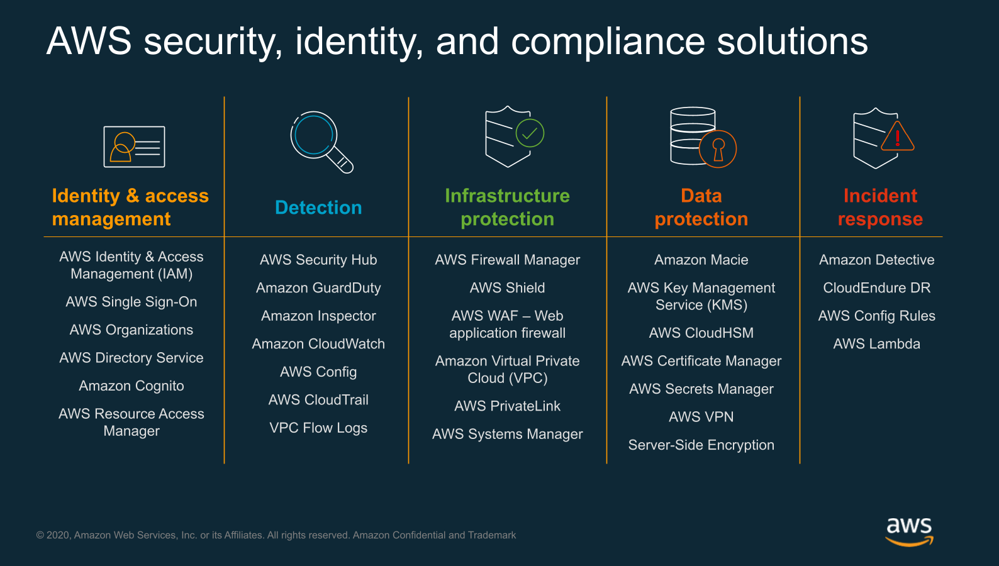 AWS security, identity, and compliance solutions
Identity & access
management
AWS Identity & Access
Management (IAM)
AWS Single Sign-On
AWS Organizations
AWS Directory Service
Amazon Cognito
AWS Resource Access
Manager
Detection
AWS Security Hub
Amazon GuardDuty
Amazon Inspector
Amazon CloudWatch
AWS Config
AWS CloudTrail
VPC Flow Logs
Infrastructure
protection
AWS Firewall Manager
AWS Shield
AWS WAF – Web
application firewall
Amazon Virtual Private
Cloud (VPC)
AWS PrivateLink
AWS Systems Manager
Data
protection
Amazon Macie
AWS Key Management
Service (KMS)
AWS CloudHSM
AWS Certificate Manager
AWS Secrets Manager
AWS VPN
Server-Side Encryption
Incident
response
Amazon Detective
CloudEndure DR
AWS Config Rules
AWS Lambda
© 2020, Amazon Web Services, Inc. or its Affiliates. All rights reserved. Amazon Confidential and Trademark
aws